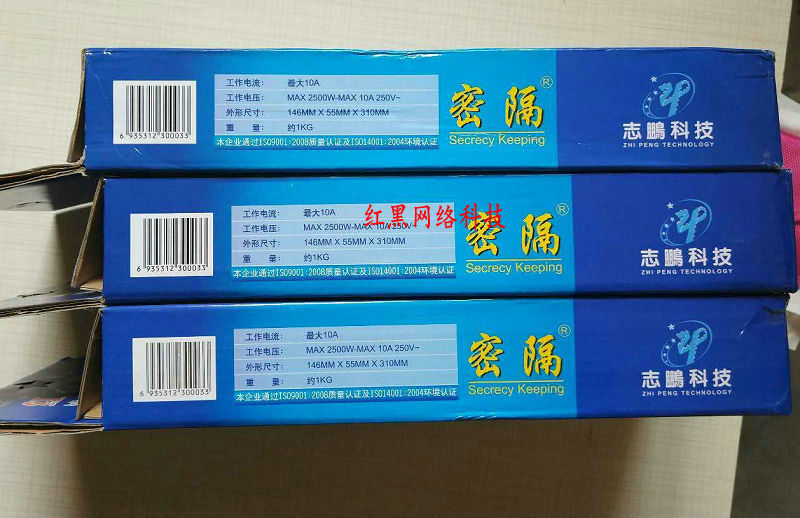 工作电流: 最大10A
工作电压: MAX 2500W-MAX 10A 250V~
外形尺寸: 146MM X 55MM X 310MM
重 量: 约1KG
本企业通过ISO9001:2008质量认证及ISO14001:2004环境认证
6 935312 300033
密隔®
Secrecy Keeping
ZP
志鹏科技
ZHI PENG TECHNOLOGY
红黑网络科技
工作电流: 最大10A
工作电压: MAX 2500W-MAX 10A 250V~
外形尺寸: 146MM X 55MM X 310MM
重 量: 约1KG
本企业通过ISO9001:2008质量认证及ISO14001:2004环境认证
6 935312 300033
密隔®
Secrecy Keeping
ZP
志鹏科技
ZHI PENG TECHNOLOGY
工作电流: 最大10A
工作电压: MAX 2500W-MAX 10A 250V~
外形尺寸: 146MM X 55MM X 310MM
重 量: 约1KG
本企业通过ISO9001:2008质量认证及ISO14001:2004环境认证
6 935312 300033
密隔®
Secrecy Keeping
ZP
志鹏科技
ZHI PENG TECHNOLOGY